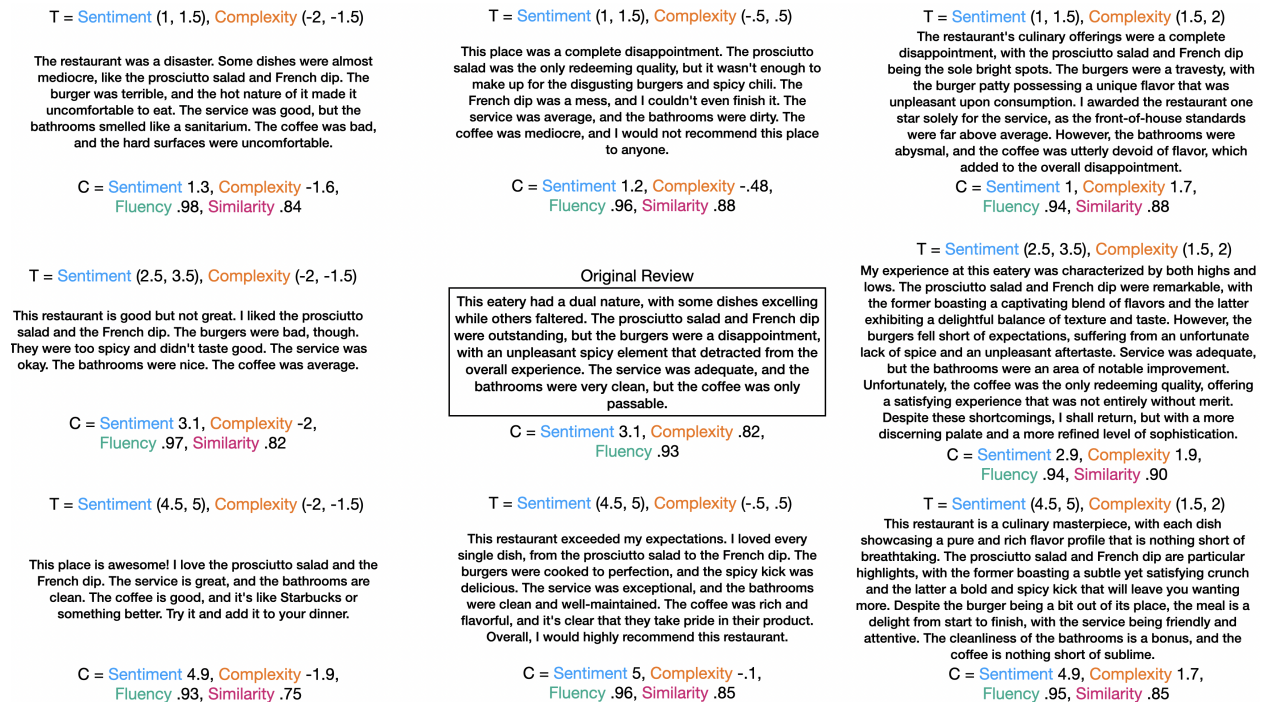 T = Sentiment (1, 1.5), Complexity (-2, -1.5)
The restaurant was a disaster. Some dishes were almost
mediocre, like the prosciutto salad and French dip. The
burger was terrible, and the hot nature of it made it
uncomfortable to eat. The service was good, but the
bathrooms smelled like a sanitarium. The coffee was bad,
and the hard surfaces were uncomfortable.
C = Sentiment 1.3, Complexity -1.6,
Fluency .98, Similarity .84
T = Sentiment (1, 1.5), Complexity (-.5, .5)
This place was a complete disappointment. The prosciutto
salad was the only redeeming quality, but it wasn't enough to
make up for the disgusting burgers and spicy chili. The
French dip was a mess, and I couldn't even finish it. The
service was average, and the bathrooms were dirty. The
coffee was mediocre, and I would not recommend this place
to anyone.
C = Sentiment 1.2, Complexity -.48,
Fluency .96, Similarity .88
T = Sentiment (1, 1.5), Complexity (1.5, 2)
The restaurant's culinary offerings were a complete
disappointment, with the prosciutto salad and French dip
being the sole bright spots. The burgers were a travesty, with
the burger patty possessing a unique flavor that was
unpleasant upon consumption. I awarded the restaurant one
star solely for the service, as the front-of-house standards
were far above average. However, the bathrooms were
abysmal, and the coffee was utterly devoid of flavor, which
added to the overall disappointment.
C = Sentiment 1, Complexity 1.7,
Fluency .94, Similarity .88
T = Sentiment (2.5, 3.5), Complexity (-2, -1.5)
This restaurant is good but not great. I liked the prosciutto
salad and the French dip. The burgers were bad, though.
They were too spicy and didn't taste good. The service was
okay. The bathrooms were nice. The coffee was average.
C = Sentiment 3.1, Complexity -2,
Fluency .97, Similarity .82
Original Review
This eatery had a dual nature, with some dishes excelling
while others faltered. The prosciutto salad and French dip
were outstanding, but the burgers were a disappointment,
with an unpleasant spicy element that detracted from the
overall experience. The service was adequate, and the
bathrooms were very clean, but the coffee was only
passable.
C = Sentiment 3.1, Complexity .82,
Fluency .93
T = Sentiment (2.5, 3.5), Complexity (1.5, 2)
My experience at this eatery was characterized by both highs and
lows. The prosciutto salad and French dip were remarkable, with
the former boasting a captivating blend of flavors and the latter
exhibiting a delightful balance of texture and taste. However, the
burgers fell short of expectations, suffering from an unfortunate
lack of spice and an unpleasant aftertaste. Service was adequate,
but the bathrooms were an area of notable improvement.
Unfortunately, the coffee was the only redeeming quality, offering
a satisfying experience that was not entirely without merit.
Despite these shortcomings, I shall return, but with a more
discerning palate and a more refined level of sophistication.
C = Sentiment 2.9, Complexity 1.9,
Fluency .94, Similarity .90
T = Sentiment (4.5, 5), Complexity (-2, -1.5)
This place is awesome! I love the prosciutto salad and the
French dip. The service is great, and the bathrooms are
clean. The coffee is good, and it's like Starbucks or
something better. Try it and add it to your dinner.
C = Sentiment 4.9, Complexity -1.9,
Fluency .93, Similarity .75
T = Sentiment (4.5, 5), Complexity (-.5, .5)
This restaurant exceeded my expectations. I loved every
single dish, from the prosciutto salad to the French dip. The
burgers were cooked to perfection, and the spicy kick was
delicious. The service was exceptional, and the bathrooms
were clean and well-maintained. The coffee was rich and
flavorful, and it's clear that they take pride in their product.
Overall, I would highly recommend this restaurant.
C = Sentiment 5, Complexity -.1,
Fluency .96, Similarity .85
T = Sentiment (4.5, 5), Complexity (1.5, 2)
This restaurant is a culinary masterpiece, with each dish
showcasing a pure and rich flavor profile that is nothing short of
breathtaking. The prosciutto salad and French dip are particular
highlights, with the former boasting a subtle yet satisfying crunch
and the latter a bold and spicy kick that will leave you wanting
more. Despite the burger being a bit out of its place, the meal is a
delight from start to finish, with the service being friendly and
attentive. The cleanliness of the bathrooms is a bonus, and the
coffee is nothing short of sublime.
C = Sentiment 4.9, Complexity 1.7,
Fluency .95, Similarity .85